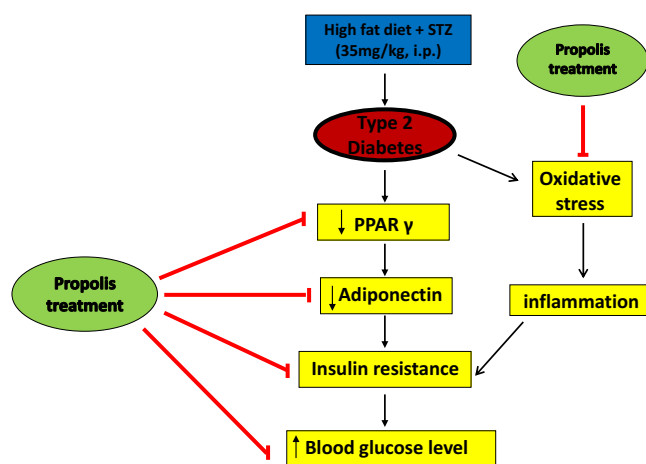 High fat diet + STZ
(35mg/kg, i.p.)
Propolis
treatment
Type 2
Diabetes
Oxidative
stress
↓ PPAR γ
Propolis
treatment
↓ Adiponectin
inflammation
Insulin resistance
↑ Blood glucose level